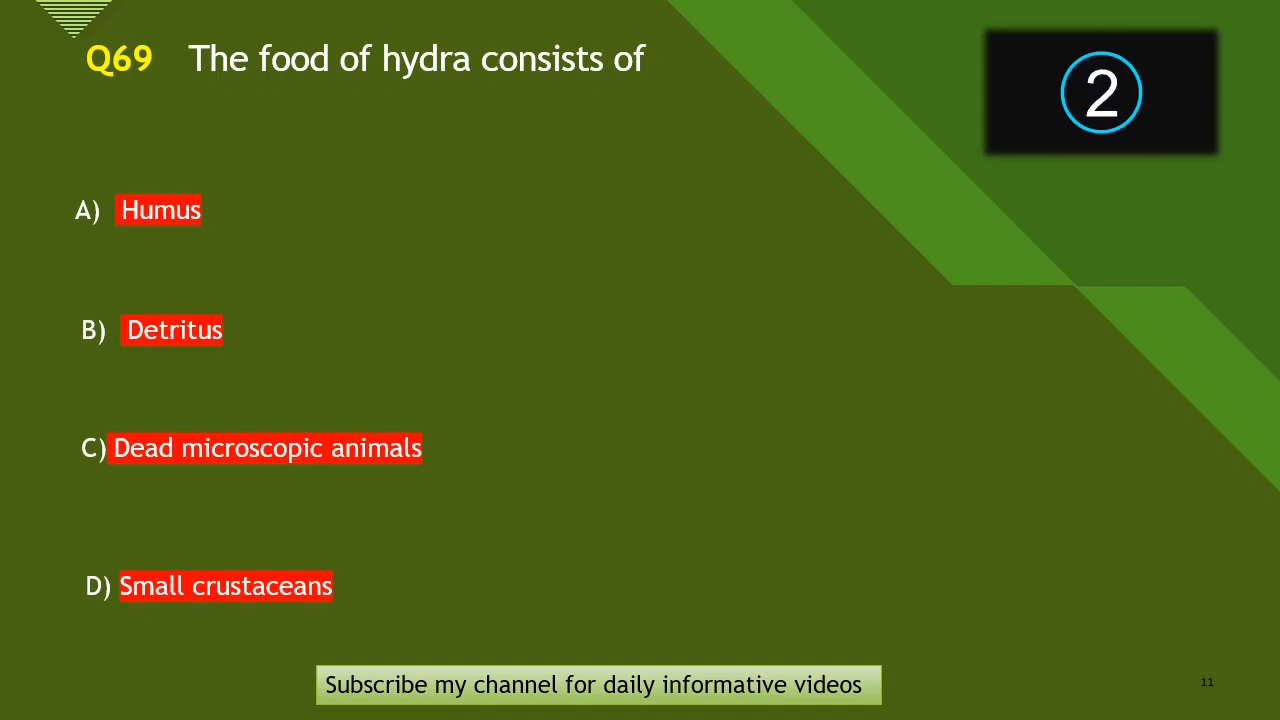 Q69 The food of hydra consists of
2
A) Humus
B) Detritus
C) Dead microscopic animals
D) Small crustaceans
Subscribe my channel for daily informative videos
11